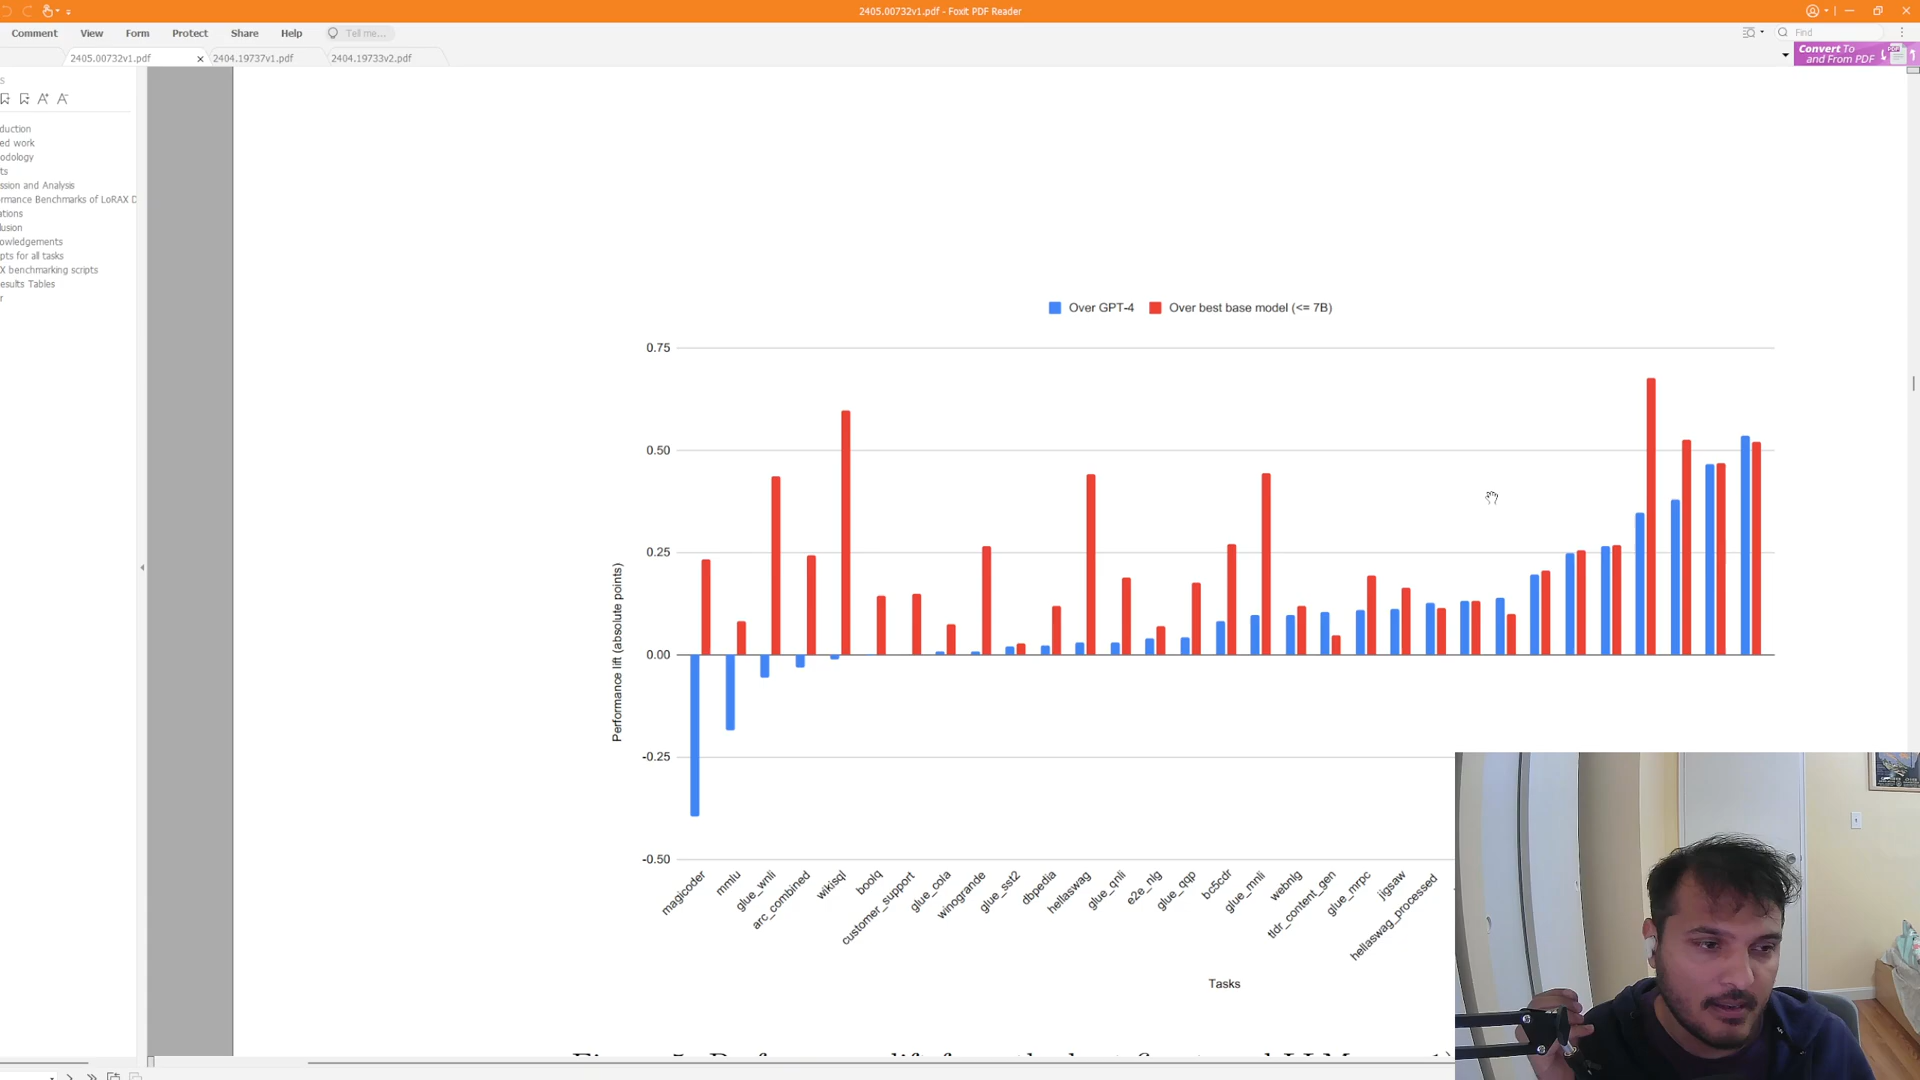 2405.00732v1.pdf - Foxit PDF Reader
Comment View Form Protect Share Help Tell me... Find
2405.00732v1.pdf 2404.19737v1.pdf 2404.19733v2.pdf
Convert To
and From PDF
s
duction
ed work
odology
ts
ssion and Analysis
rmance Benchmarks of LoRAX D
ations
lusion
nowledgements
pts for all tasks
X benchmarking scripts
esults Tables
r
Over GPT-4 Over best base model (<= 7B)
Performance lift (absolute points)
0.75
0.50
0.25
0.00
-0.25
-0.50
magicoder
mmlu
glue_wnli
arc_combined
wikisql
boolq
customer_support
glue_cola
winogrande
glue_sst2
dbpedia
hellaswag
glue_qnli
e2e_nlg
glue_qqp
bc5cdr
glue_mnli
webnlg
tldr_content_gen
glue_mrpc
jigsaw
hellaswag_processed
Tasks